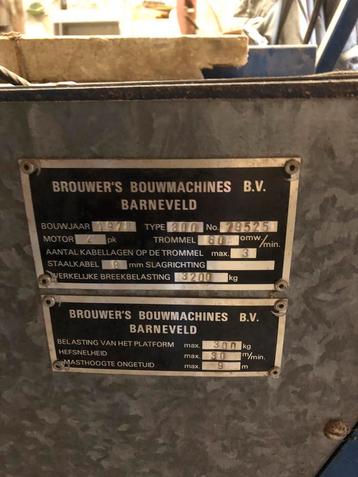 BROUWER'S BOUWMACHINES B.V.
BARNEVELD
BOUWJAAR 197 TYPE 300 No. 79525
MOTOR pk TROMMEL 60 omw/min.
AANTAL KABELLAGEN OP DE TROMMEL max. 3
STAALKABEL mm SLAGRICHTING
WERKELIJKE BREEKBELASTING 3200 kg
BROUWER'S BOUWMACHINES B.V.
BARNEVELD
BELASTING VAN HET PLATFORM max. 300 kg
HEFSNELHEID max. 30 m/min.
MASTHOOGTE ONGETUID max. 9 m